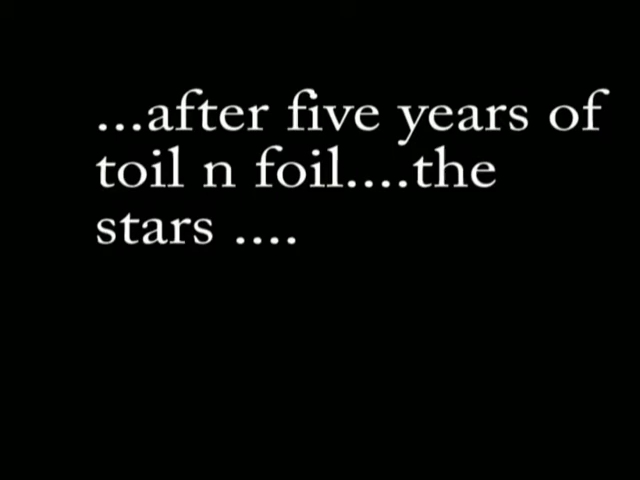 ...after five years of
toil n foil....the
stars ....